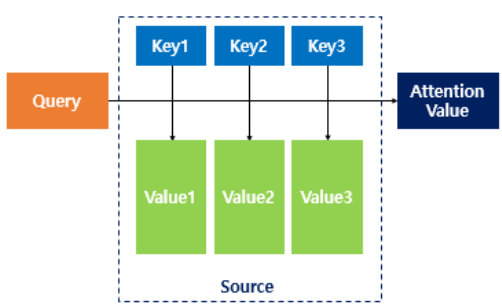 Key1 Key2 Key3
Query
Attention
Value
Value1 Value2 Value3
Source